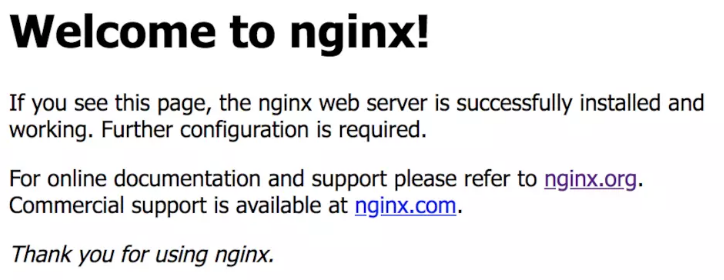 Welcome to nginx!
If you see this page, the nginx web server is successfully installed and
working. Further configuration is required.
For online documentation and support please refer to nginx.org.
Commercial support is available at nginx.com.
Thank you for using nginx.